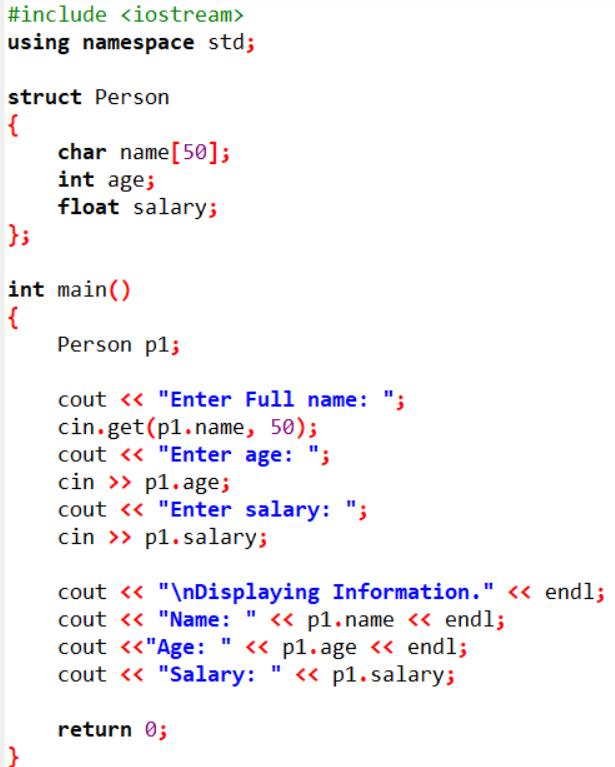 #include <iostream>
using namespace std;

struct Person
{
    char name[50];
    int age;
    float salary;
};

int main()
{
    Person p1;

    cout << "Enter Full name: ";
    cin.get(p1.name, 50);
    cout << "Enter age: ";
    cin >> p1.age;
    cout << "Enter salary: ";
    cin >> p1.salary;

    cout << "\nDisplaying Information." << endl;
    cout << "Name: " << p1.name << endl;
    cout <<"Age: " << p1.age << endl;
    cout << "Salary: " << p1.salary;

    return 0;
}